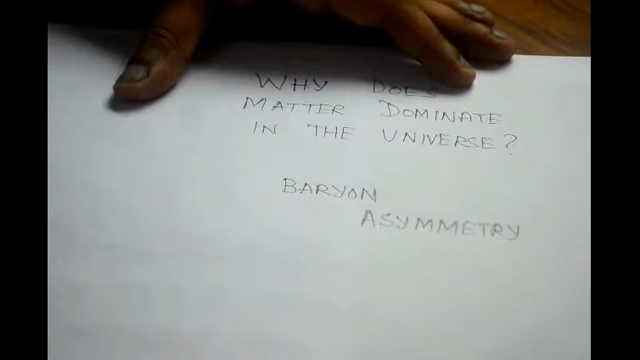 WHY DOES
MATTER DOMINATE
IN THE UNIVERSE?
BARYON
ASYMMETRY